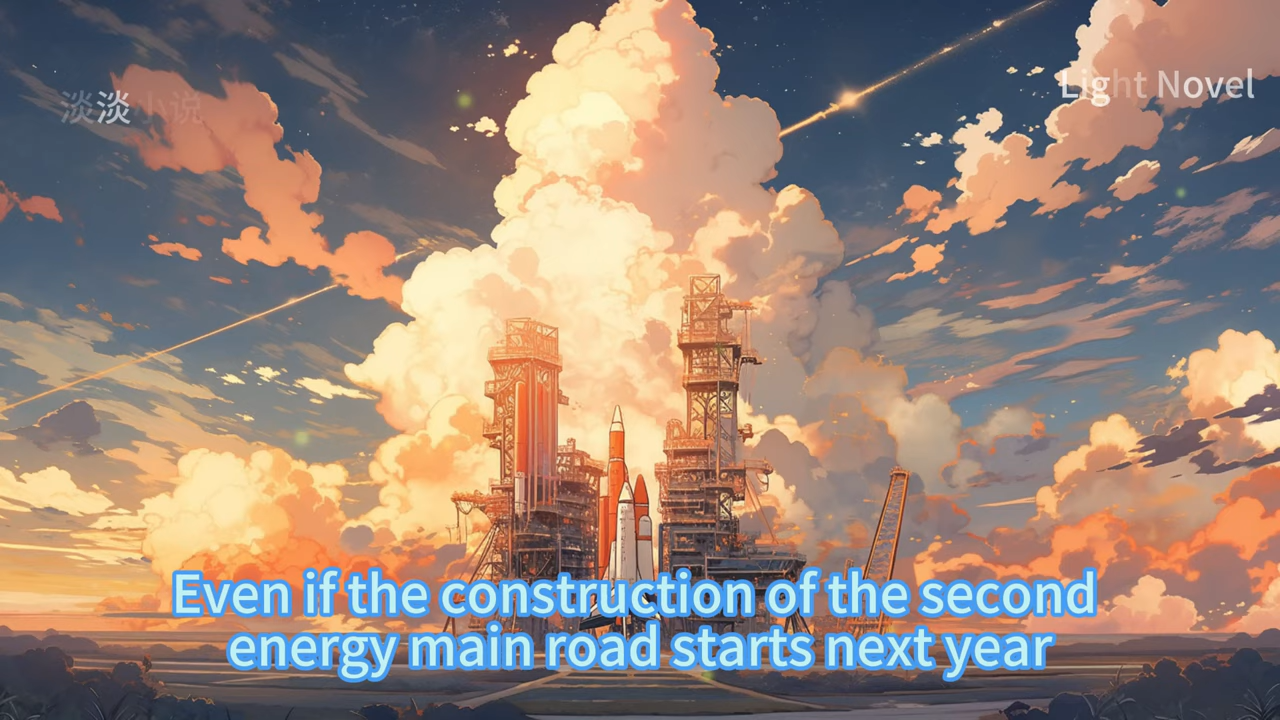 淡淡小说
Light Novel
Even if the construction of the second
energy main road starts next year